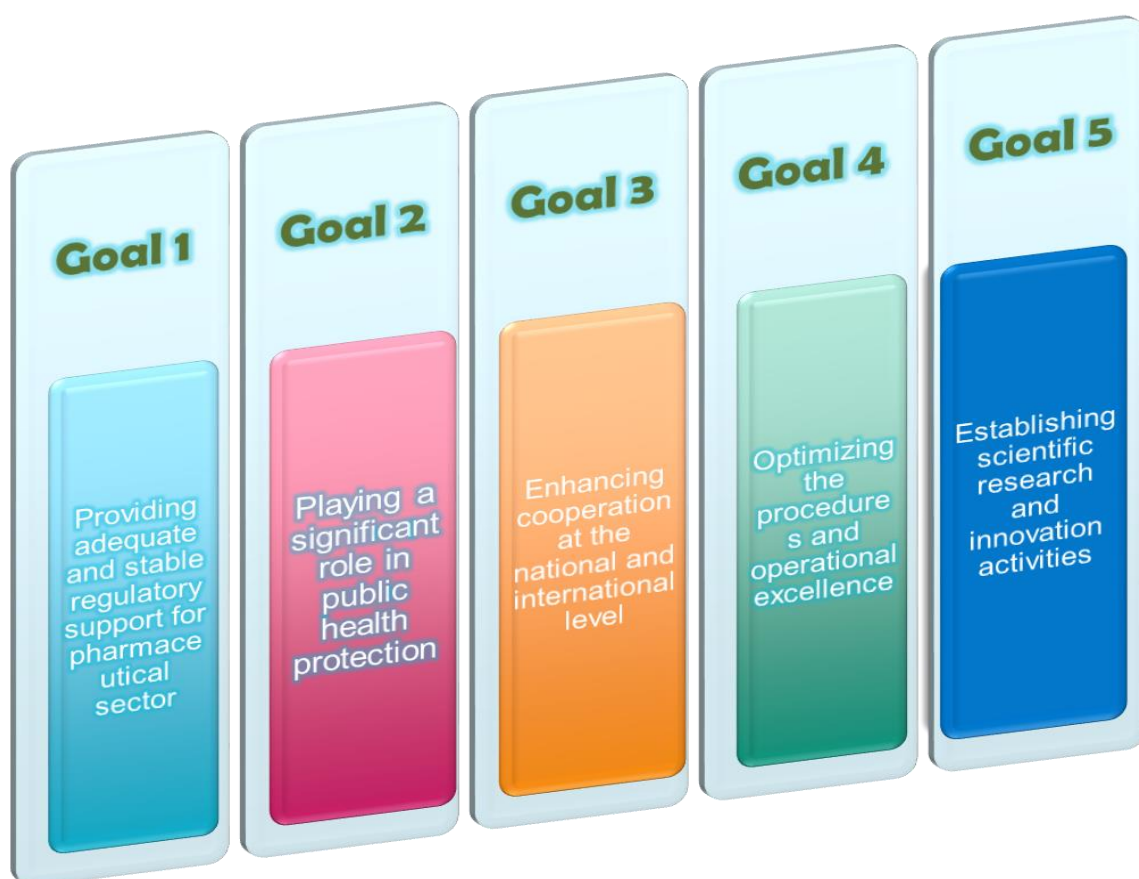 Goal 1
Providing
adequate
and stable
regulatory
support for
pharmace
utical
sector
Goal 2
Playing a
significant
role in
public
health
protection
Goal 3
Enhancing
cooperation
at the
national and
international
level
Goal 4
Optimizing
the
procedure
s and
operational
excellence
Goal 5
Establishing
scientific
research
and
innovation
activities